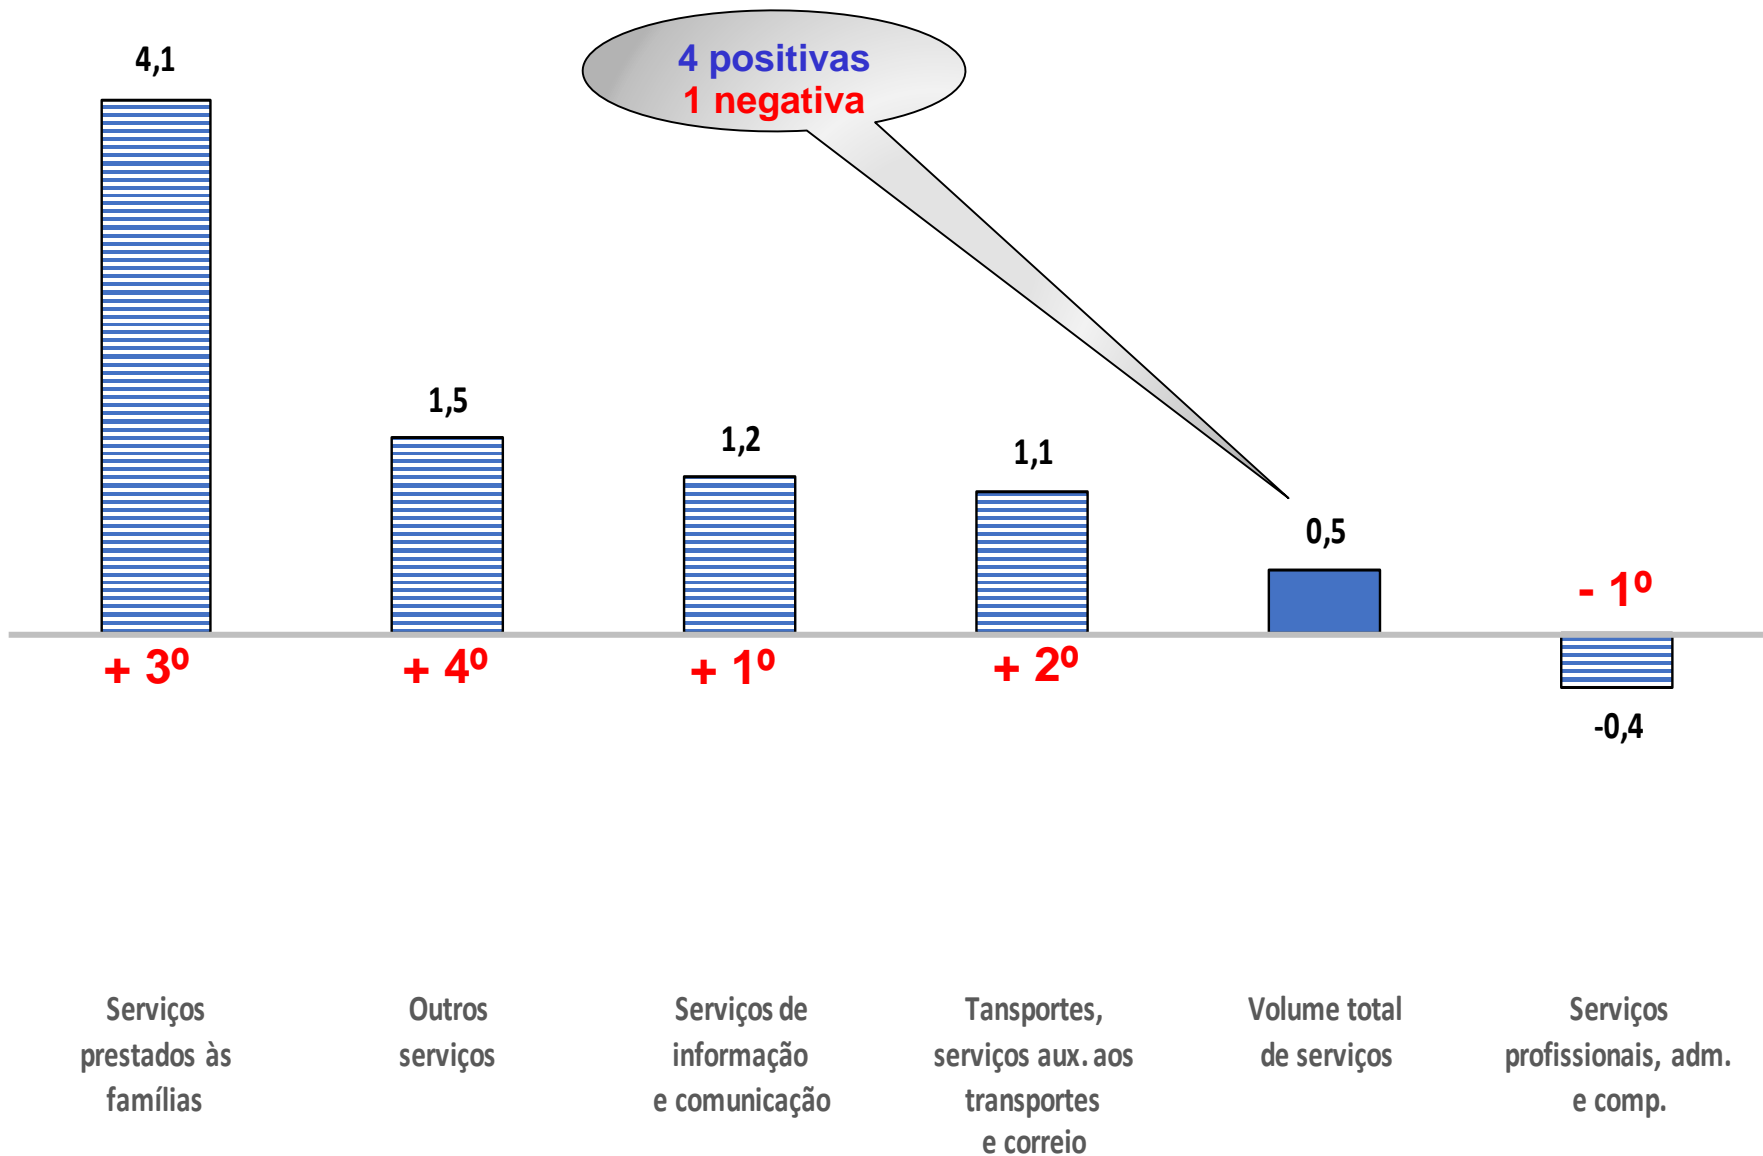 4,1
4 positivas
1 negativa
1,5
1,2
1,1
0,5
- 1º
+ 3º
+ 4º
+ 1º
+ 2º
-0,4
Serviços
prestados às
famílias
Outros
serviços
Serviços de
informação
e comunicação
Tansportes,
serviços aux. aos
transportes
e correio
Volume total
de serviços
Serviços
profissionais, adm.
e comp.